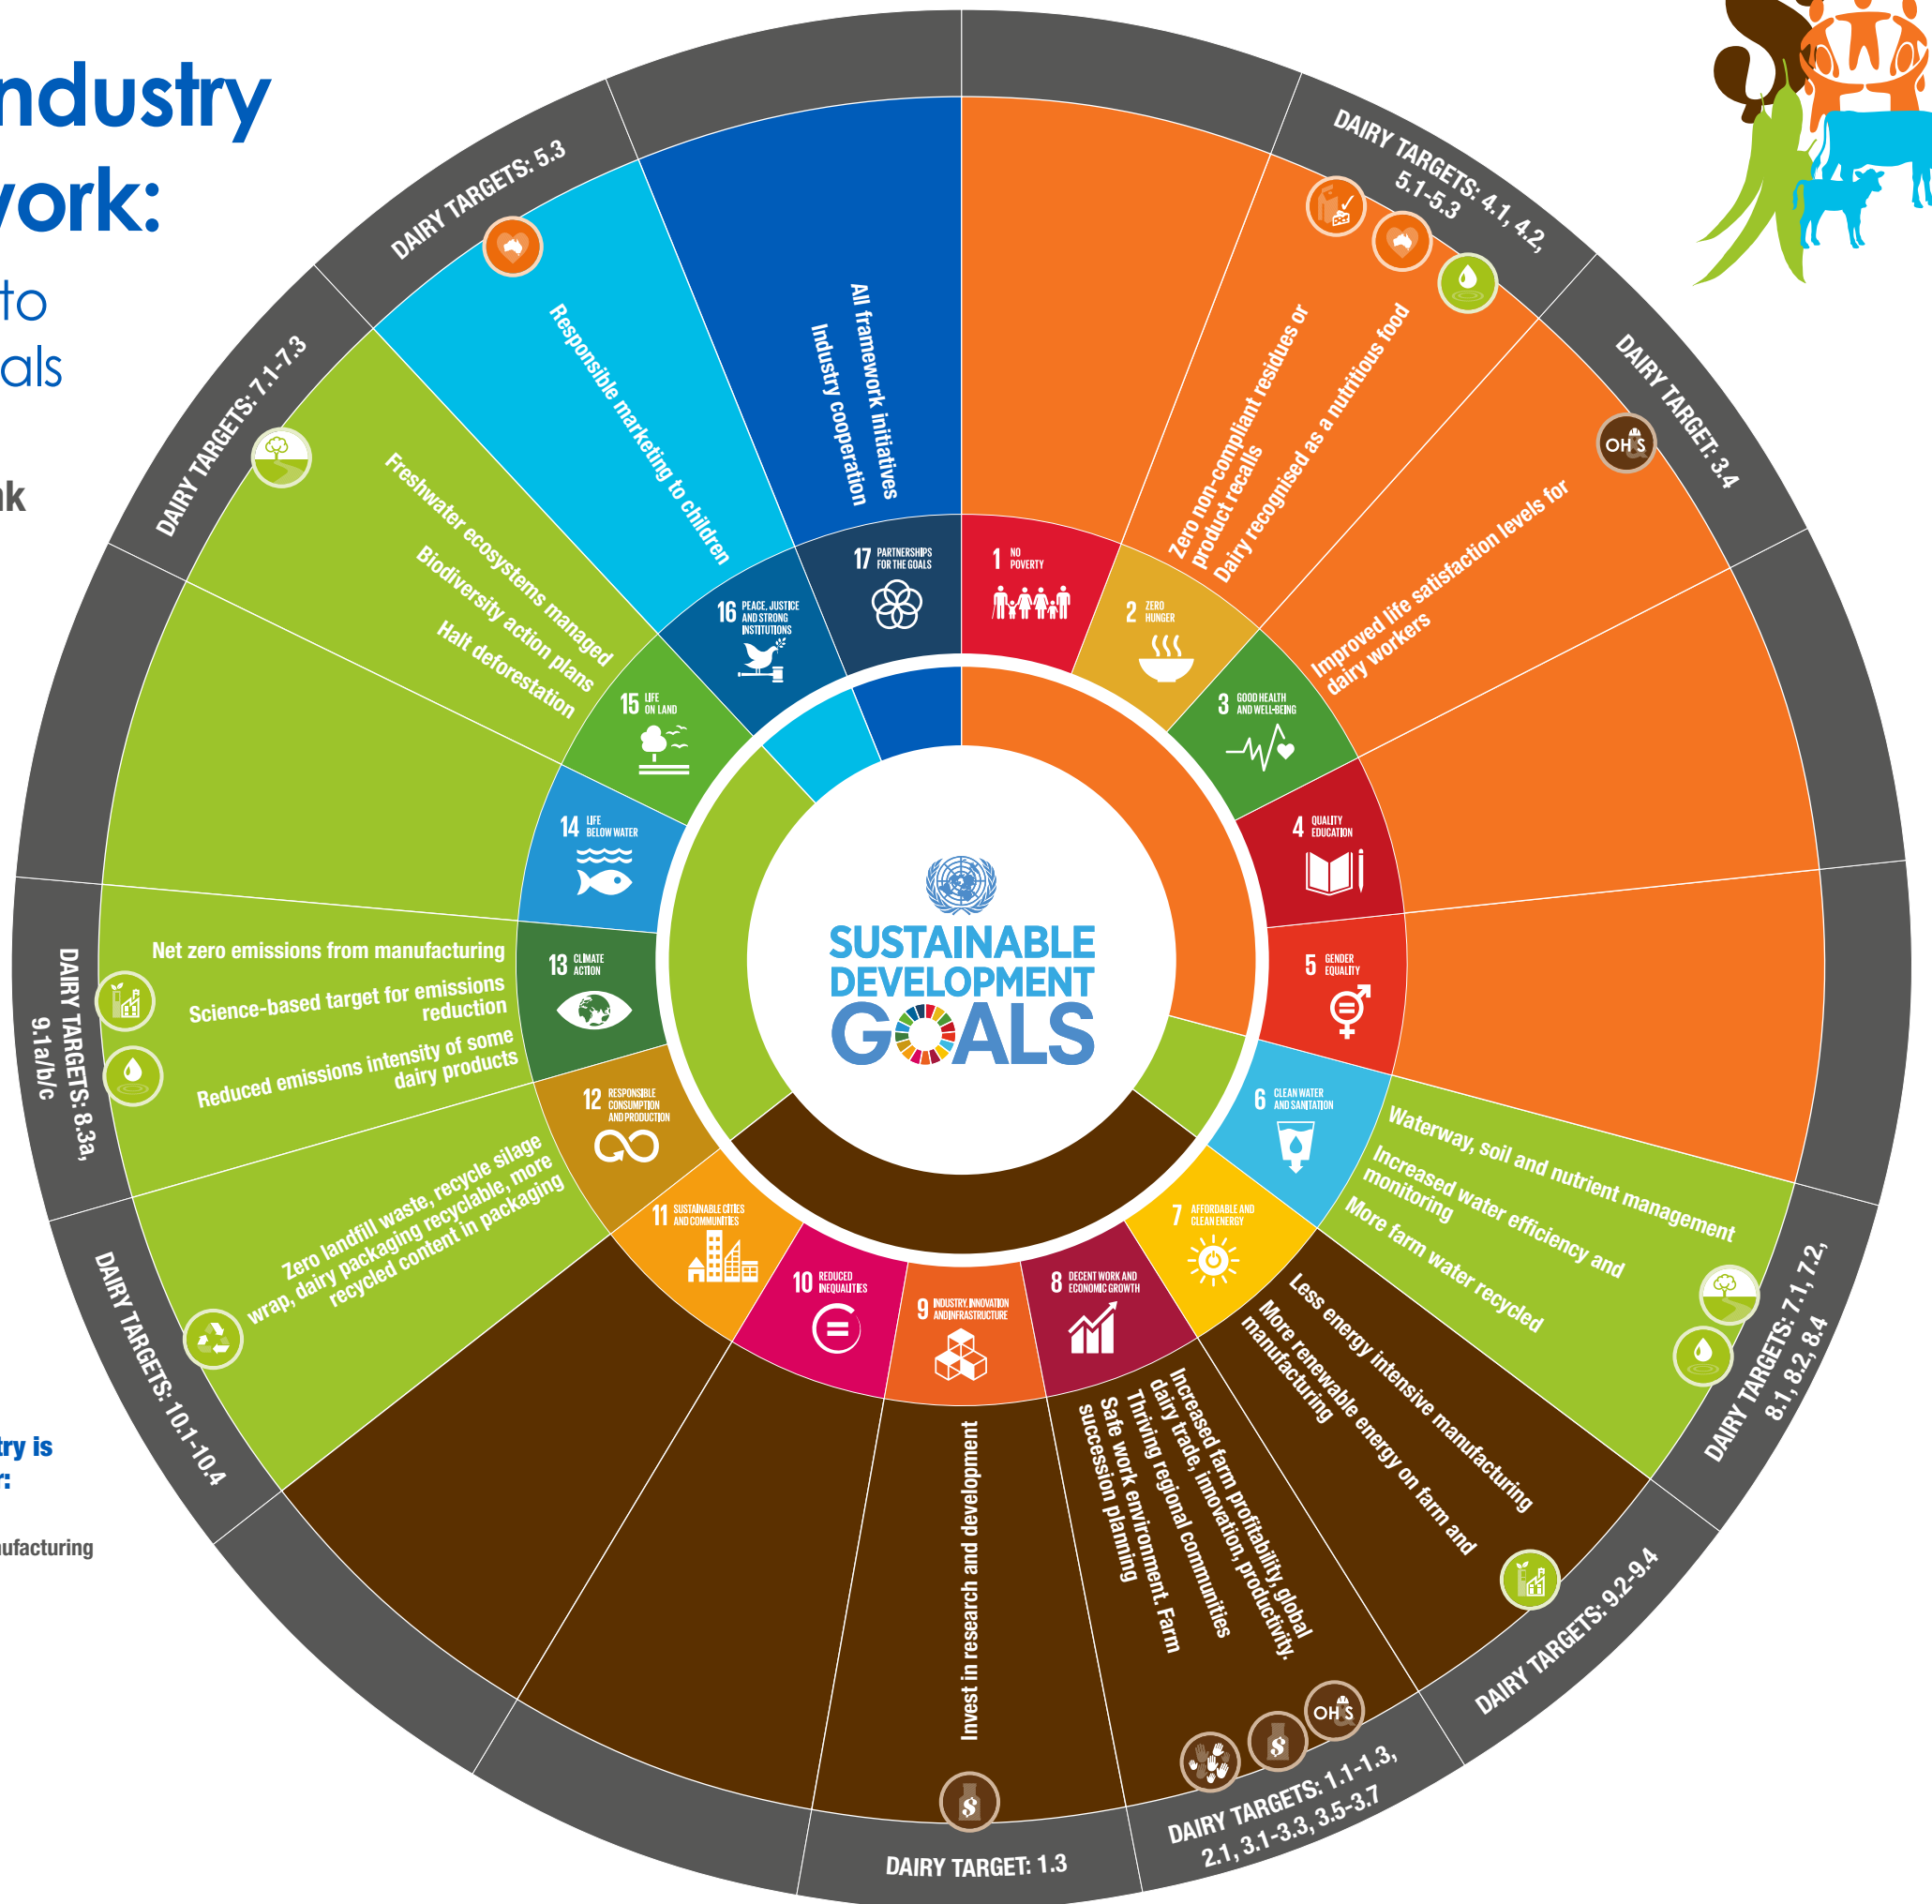 ndustry
work:
to
als
nk
try is
r:
nufacturing
DAIRY TARGETS: 4.1, 4.2,
5.1-5.3
DAIRY TARGET: 3.4
DAIRY TARGETS: 7.1, 7.2,
8.1, 8.2, 8.4
DAIRY TARGETS: 9.2-9.4
DAIRY TARGETS: 1.1-1.3,
2.1, 3.1-3.3, 3.5-3.7
DAIRY TARGET: 1.3
DAIRY TARGETS: 10.1-10.4
DAIRY TARGETS: 8.3a,
9.1a/b/c
DAIRY TARGETS: 7.1-7.3
DAIRY TARGETS: 5.3
Zero non-compliant residues or
product recalls
Dairy recognised as a nutritious food
OH&S
Improved life satisfaction levels for
dairy workers
Waterway, soil and nutrient management
Increased water efficiency and
monitoring
More farm water recycled
Less energy intensive manufacturing
More renewable energy on farm and
manufacturing
Increased farm profitability, global
dairy trade, innovation, productivity.
Thriving regional communities
Safe work environment. Farm
succession planning
OH&S
$
Invest in research and development
$
Zero landfill waste, recycle silage
wrap, dairy packaging recyclable, more
recycled content in packaging
Net zero emissions from manufacturing
Science-based target for emissions
reduction
Reduced emissions intensity of some
dairy products
Freshwater ecosystems managed
Biodiversity action plans
Halt deforestation
Responsible marketing to children
All framework initiatives
Industry cooperation
1 NO
POVERTY
2 ZERO
HUNGER
3 GOOD HEALTH
AND WELL-BEING
4 QUALITY
EDUCATION
5 GENDER
EQUALITY
6 CLEAN WATER
AND SANITATION
7 AFFORDABLE AND
CLEAN ENERGY
8 DECENT WORK AND
ECONOMIC GROWTH
9 INDUSTRY, INNOVATION
AND INFRASTRUCTURE
10 REDUCED
INEQUALITIES
11 SUSTAINABLE CITIES
AND COMMUNITIES
12 RESPONSIBLE
CONSUMPTION
AND PRODUCTION
13 CLIMATE
ACTION
14 LIFE
BELOW WATER
15 LIFE
ON LAND
16 PEACE, JUSTICE
AND STRONG
INSTITUTIONS
17 PARTNERSHIPS
FOR THE GOALS
SUSTAINABLE
DEVELOPMENT
GOALS